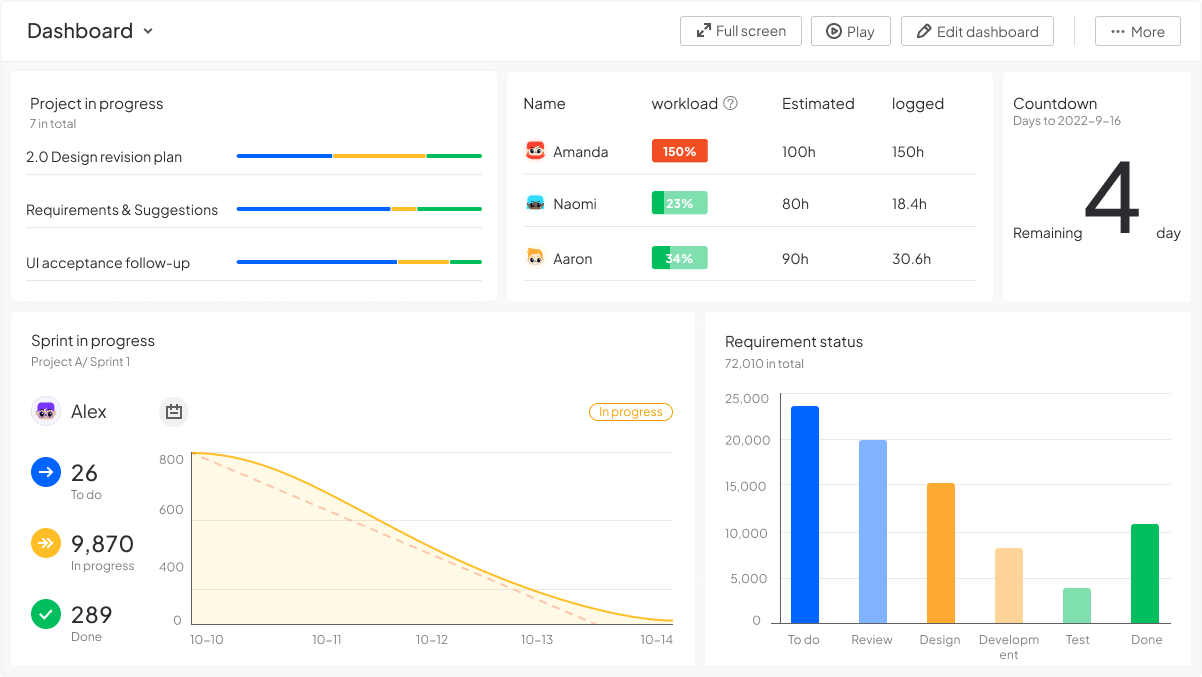 Dashboard
Full screen
Play
Edit dashboard
More
Project in progress
7 in total
2.0 Design revision plan
Requirements & Suggestions
UI acceptance follow-up
Name workload Estimated logged
Amanda 150% 100h 150h
Naomi 23% 80h 18.4h
Aaron 34% 90h 30.6h
Countdown
Days to 2022-9-16
Remaining 4 day
Sprint in progress
Project A/ Sprint 1
Alex
In progress
26
To do
9,870
In progress
289
Done
800
600
400
0
10-10 10-11 10-12 10-13 10-14
Requirement status
72,010 in total
25,000
20,000
15,000
10,000
5,000
0
To do Review Design Developm Test Done
ent